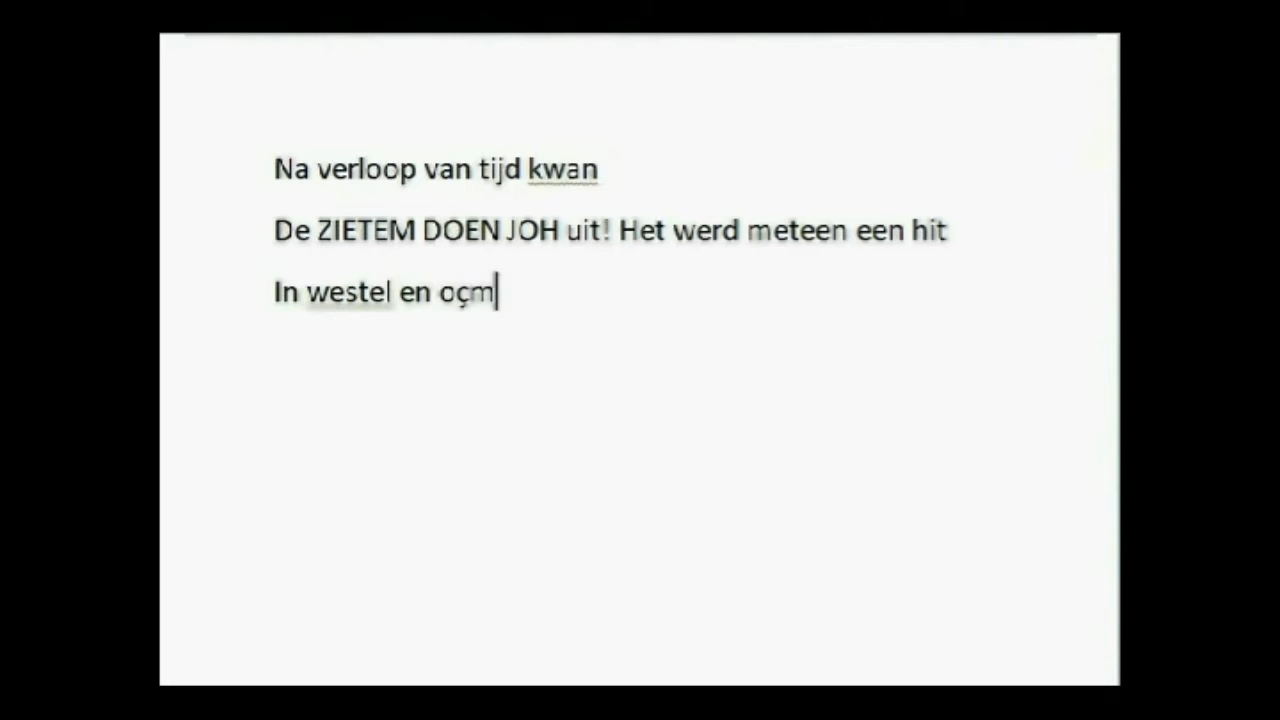 Na verloop van tijd kwan
De ZIETEM DOEN JOH uit! Het werd meteen een hit
In westel en oçm